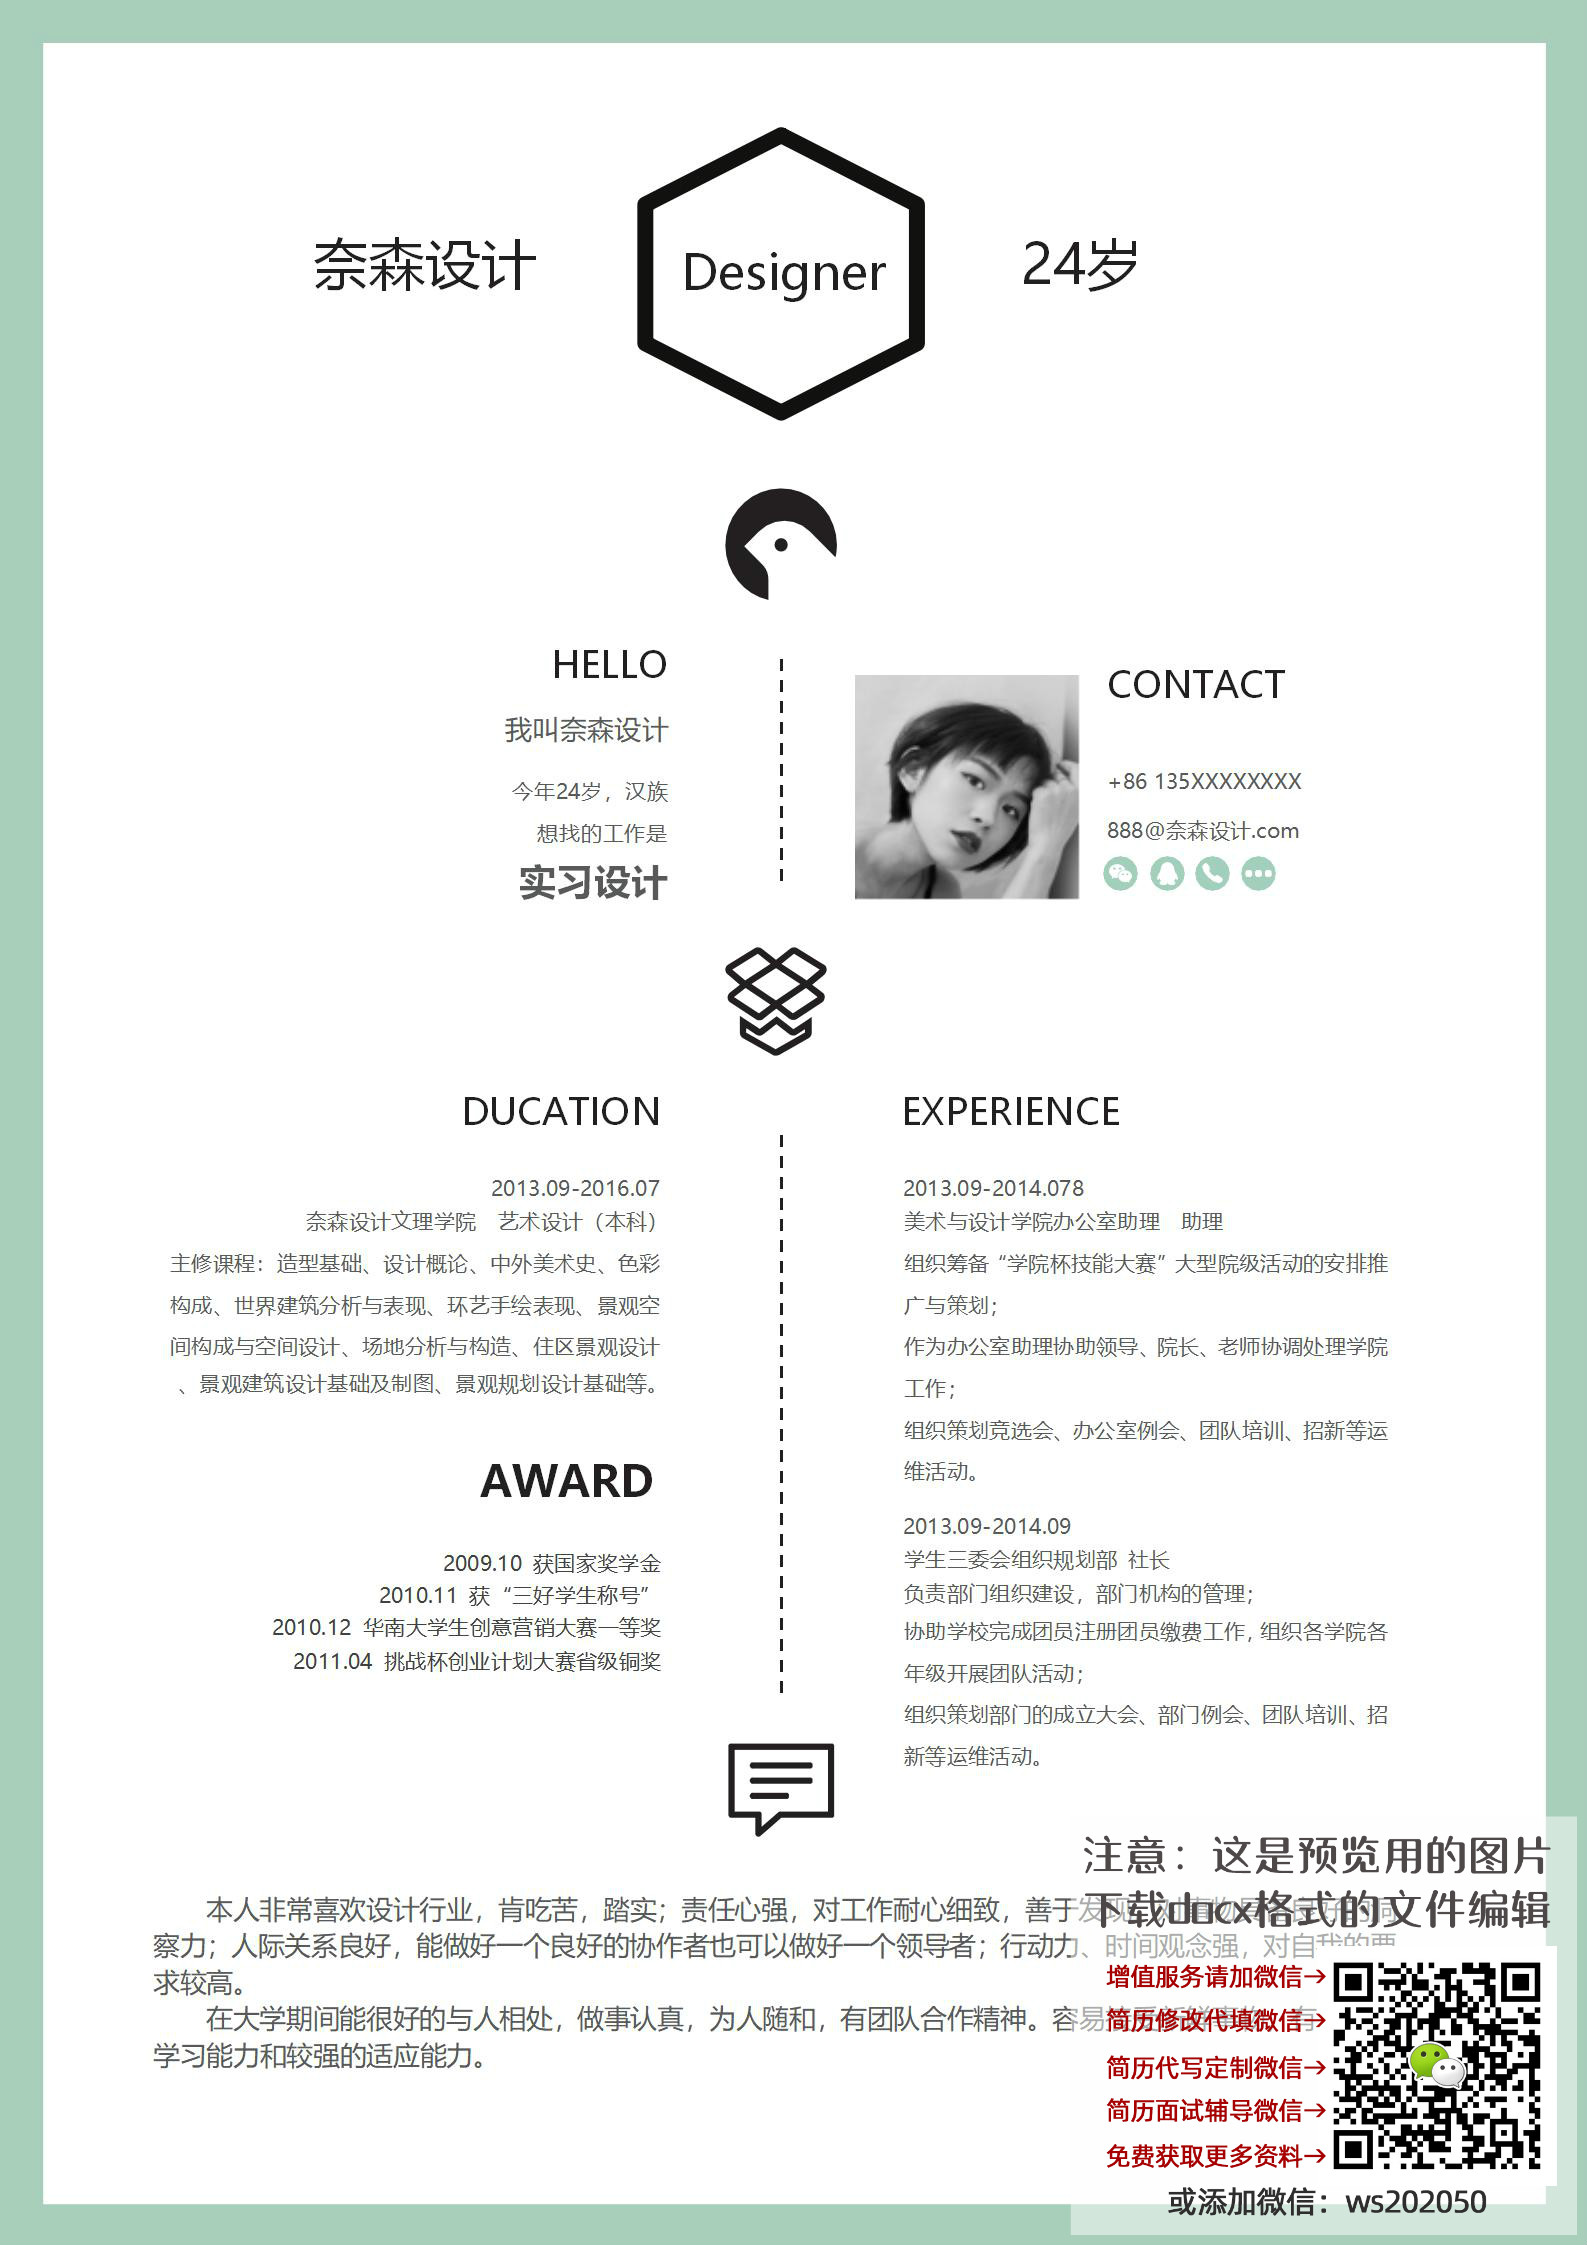 奈森设计
Designer
24岁
HELLO
我叫奈森设计
今年24岁，汉族
想找的工作是
实习设计
CONTACT
+86 135XXXXXXXX
888@奈森设计.com
DUCATION
2013.09-2016.07
奈森设计文理学院 艺术设计（本科）
主修课程：造型基础、设计概论、中外美术史、色彩
构成、世界建筑分析与表现、环艺手绘表现、景观空
间构成与空间设计、场地分析与构造、住区景观设计
、景观建筑设计基础及制图、景观规划设计基础等。
AWARD
2009.10 获国家奖学金
2010.11 获“三好学生称号”
2010.12 华南大学生创意营销大赛一等奖
2011.04 挑战杯创业计划大赛省级铜奖
EXPERIENCE
2013.09-2014.078
美术与设计学院办公室助理 助理
组织筹备“学院杯技能大赛”大型院级活动的安排推
广与策划；
作为办公室助理协助领导、院长、老师协调处理学院
工作；
组织策划竞选会、办公室例会、团队培训、招新等运
维活动。
2013.09-2014.09
学生三委会组织规划部 社长
负责部门组织建设，部门机构的管理；
协助学校完成团员注册团员缴费工作，组织各学院各
年级开展团队活动；
组织策划部门的成立大会、部门例会、团队培训、招
新等运维活动。
本人非常喜欢设计行业，肯吃苦，踏实；责任心强，对工作耐心细致，善于发现，对事物具有良好的洞
察力；人际关系良好，能做好一个良好的协作者也可以做好一个领导者；行动力、时间观念强，对自我的要
求较高。
在大学期间能很好的与人相处，做事认真，为人随和，有团队合作精神。容易
学习能力和较强的适应能力。
注意：这是预览用的图片
下载docx格式的文件编辑
增值服务请加微信→
简历修改代填微信→
简历代写定制微信→
简历面试辅导微信→
免费获取更多资料→
或添加微信：ws202050